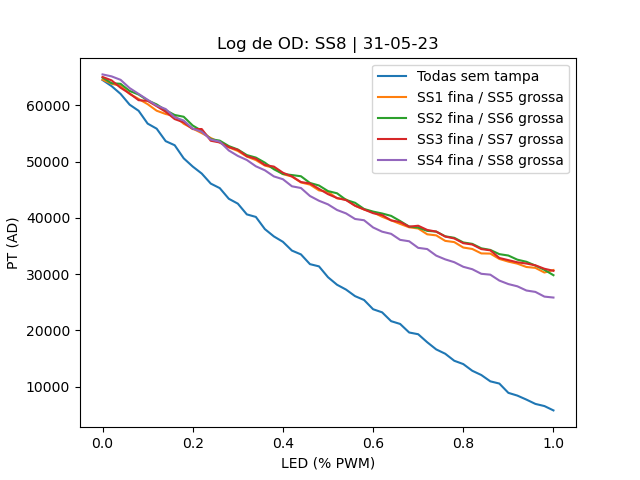 Log de OD: SS8 | 31-05-23
Todas sem tampa
SS1 fina / SS5 grossa
SS2 fina / SS6 grossa
SS3 fina / SS7 grossa
SS4 fina / SS8 grossa
PT (AD)
60000
50000
40000
30000
20000
10000
0.0 0.2 0.4 0.6 0.8 1.0
LED (% PWM)